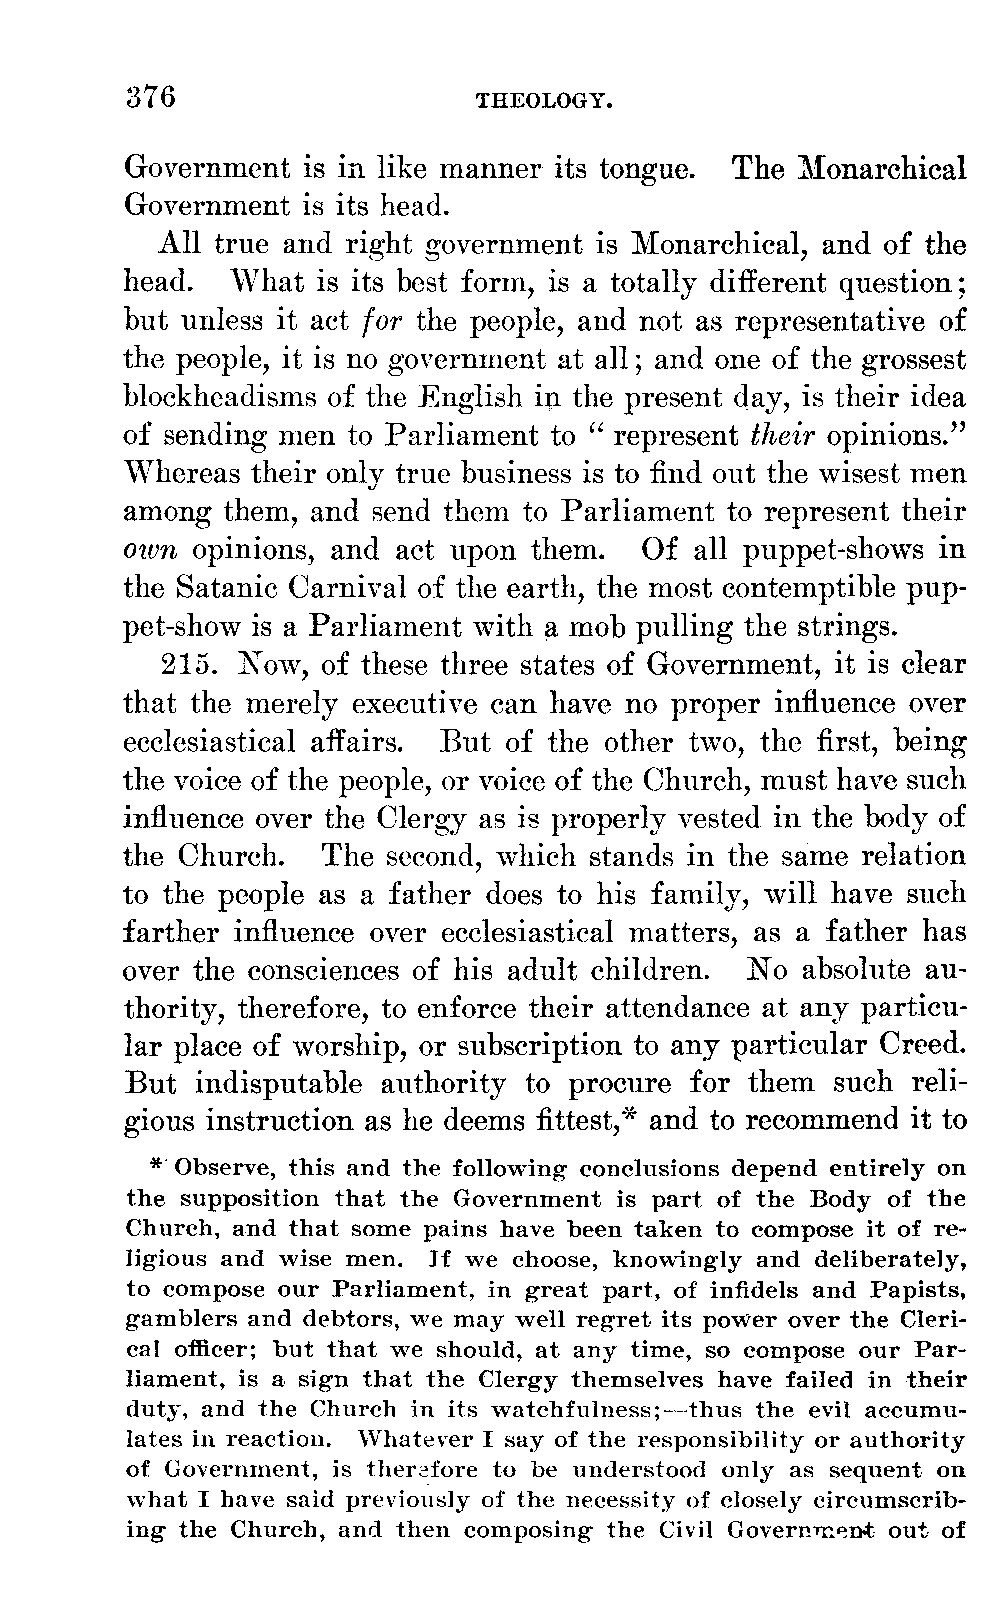 376 THEOLOGY.
Government is in like manner its tongue. The Monarchical
Government is its head.
All true and right government is Monarchical, and of the
head. What is its best form, is a totally different question;
but unless it act for the people, and not as representative of
the people, it is no government at all; and one of the grossest
blockheadisms of the English in the present day, is their idea
of sending men to Parliament to “ represent their opinions.”
Whereas their only true business is to find out the wisest men
among them, and send them to Parliament to represent their
own opinions, and act upon them. Of all puppet-shows in
the Satanic Carnival of the earth, the most contemptible pup-
pet-show is a Parliament with a mob pulling the strings.
215. Now, of these three states of Government, it is clear
that the merely executive can have no proper influence over
ecclesiastical affairs. But of the other two, the first, being
the voice of the people, or voice of the Church, must have such
influence over the Clergy as is properly vested in the body of
the Church. The second, which stands in the same relation
to the people as a father does to his family, will have such
farther influence over ecclesiastical matters, as a father has
over the consciences of his adult children. No absolute au-
thority, therefore, to enforce their attendance at any particu-
lar place of worship, or subscription to any particular Creed.
But indisputable authority to procure for them such reli-
gious instruction as he deems fittest,* and to recommend it to
* Observe, this and the following conclusions depend entirely on
the supposition that the Government is part of the Body of the
Church, and that some pains have been taken to compose it of re-
ligious and wise men. If we choose, knowingly and deliberately,
to compose our Parliament, in great part, of infidels and Papists,
gamblers and debtors, we may well regret its power over the Cleri-
cal officer; but that we should, at any time, so compose our Par-
liament, is a sign that the Clergy themselves have failed in their
duty, and the Church in its watchfulness;—thus the evil accumu-
lates in reaction. Whatever I say of the responsibility or authority
of Government, is therefore to be understood only as sequent on
what I have said previously of the necessity of closely circumscrib-
ing the Church, and then composing the Civil Government out of